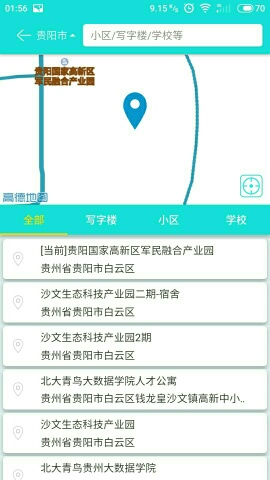 01:56
9.15 K/s
70
贵阳市
小区/写字楼/学校等
贵阳国家高新区
军民融合产业园
高德地图
全部
写字楼
小区
学校
[当前]贵阳国家高新区军民融合产业园
贵州省贵阳市白云区
沙文生态科技产业园二期-宿舍
贵州省贵阳市白云区
沙文生态科技产业园2期
贵州省贵阳市白云区
北大青鸟大数据学院人才公寓
贵州省贵阳市白云区钱龙皇沙文镇高新中小..
沙文生态科技产业园
贵州省贵阳市白云区
北大青鸟贵州大数据学院